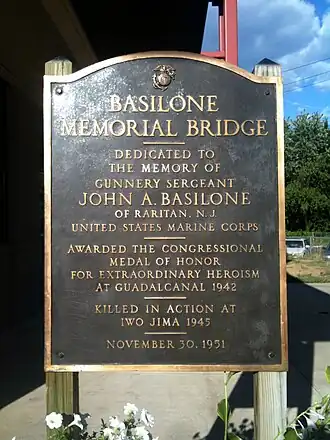 BASILONE
MEMORIAL BRIDGE
DEDICATED TO
THE MEMORY OF
GUNNERY SERGEANT
JOHN A. BASILONE
OF RARITAN, N. J.
UNITED STATES MARINE CORPS
AWARDED THE CONGRESSIONAL
MEDAL OF HONOR
FOR EXTRAORDINARY HEROISM
AT GUADALCANAL 1942
KILLED IN ACTION AT
IWO JIMA 1945
NOVEMBER 30, 1951